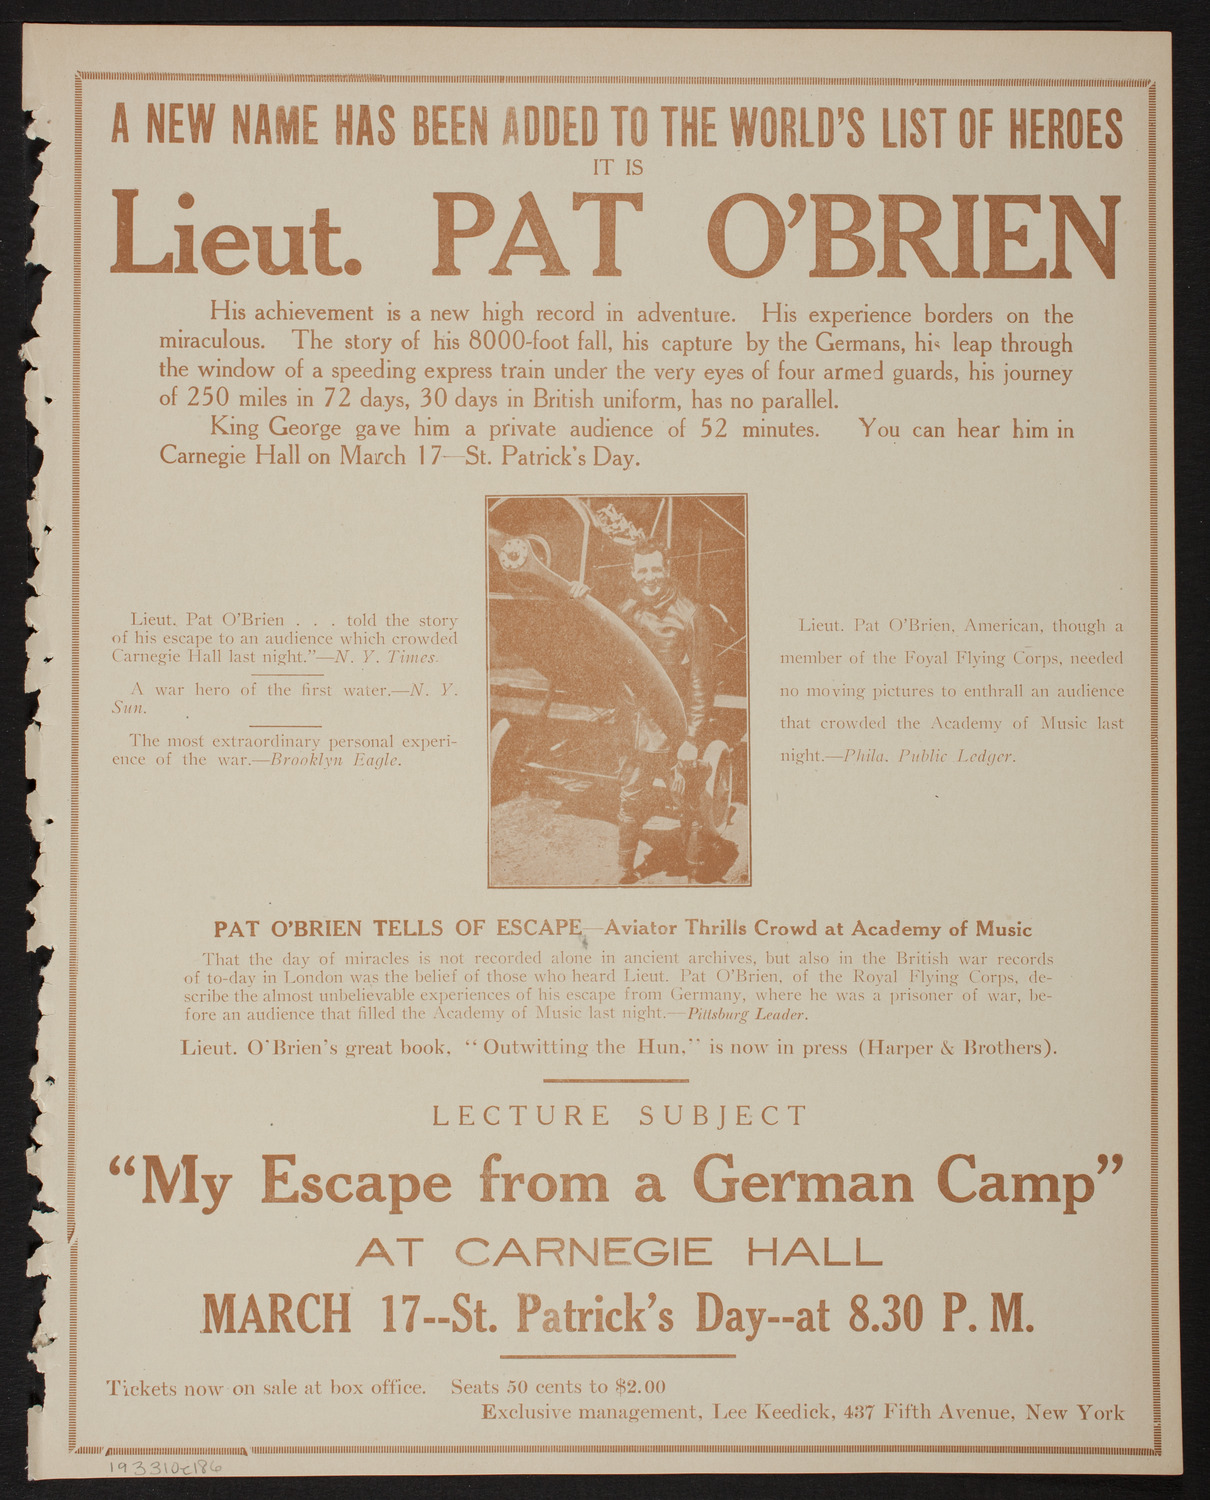 A NEW NAME HAS BEEN ADDED TO THE WORLD'S LIST OF HEROES
IT IS
Lieut. PAT O'BRIEN
His achievement is a new high record in adventure. His experience borders on the
miraculous. The story of his 8000-foot fall, his capture by the Germans, his leap through
the window of a speeding express train under the very eyes of four armed guards, his journey
of 250 miles in 72 days, 30 days in British uniform, has no parallel.
King George gave him a private audience of 52 minutes. You can hear him in
Carnegie Hall on March 17—St. Patrick's Day.
Lieut. Pat O'Brien . . . told the story
of his escape to an audience which crowded
Carnegie Hall last night."—N. Y. Times.
A war hero of the first water.—N. Y.
Sun.
The most extraordinary personal experi-
ence of the war.—Brooklyn Eagle.
Lieut. Pat O'Brien, American, though a
member of the Foyal Flying Corps, needed
no moving pictures to enthrall an audience
that crowded the Academy of Music last
night.—Phila. Public Ledger.
PAT O'BRIEN TELLS OF ESCAPE—Aviator Thrills Crowd at Academy of Music
That the day of miracles is not recorded alone in ancient archives, but also in the British war records
of to-day in London was the belief of those who heard Lieut. Pat O'Brien, of the Royal Flying Corps, de-
scribe the almost unbelievable experiences of his escape from Germany, where he was a prisoner of war, be-
fore an audience that filled the Academy of Music last night.—Pittsburg Leader.
Lieut. O'Brien's great book, "Outwitting the Hun," is now in press (Harper & Brothers).
LECTURE SUBJECT
"My Escape from a German Camp"
AT CARNEGIE HALL
MARCH 17--St. Patrick's Day--at 8.30 P. M.
Tickets now on sale at box office. Seats 50 cents to $2.00
Exclusive management, Lee Keedick, 437 Fifth Avenue, New York
193310c186